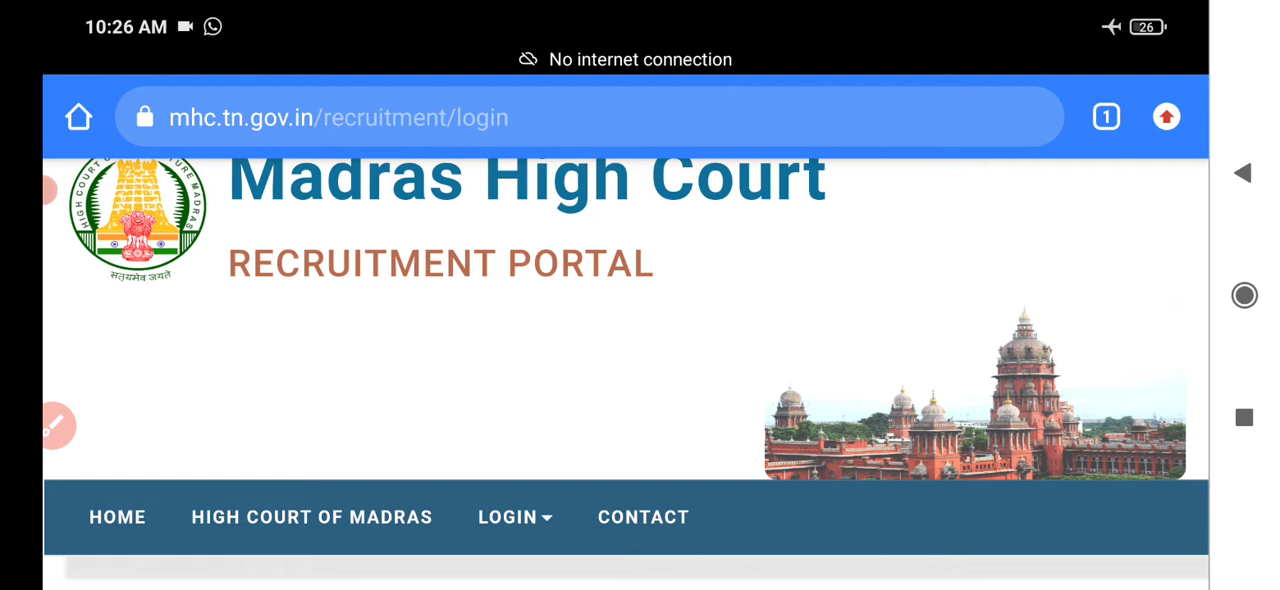 10:26 AM
26
No internet connection
mhc.tn.gov.in/recruitment/login
1
Madras High Court
RECRUITMENT PORTAL
सत्यमेव जयते
HOME HIGH COURT OF MADRAS LOGIN CONTACT